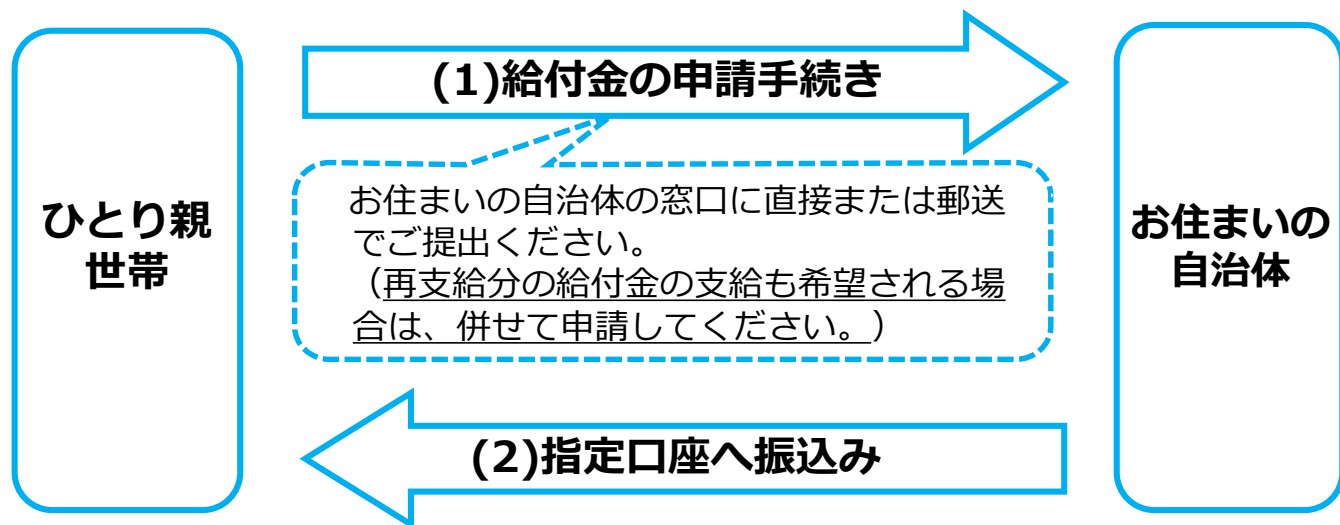 (1)給付金の申請手続き
ひとり親
世帯
お住まいの自治体の窓口に直接または郵送
でご提出ください。
（再支給分の給付金の支給も希望される場
合は、併せて申請してください。）
お住まいの
自治体
(2)指定口座へ振込み